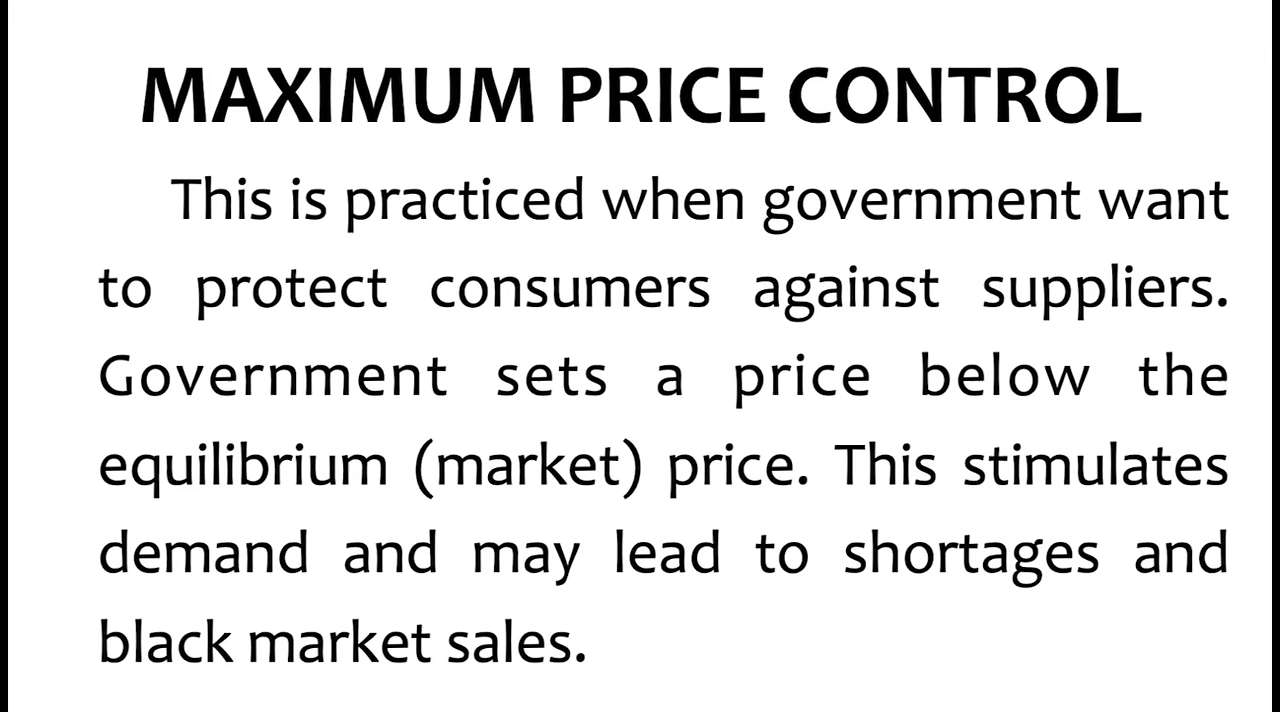 MAXIMUM PRICE CONTROL
This is practiced when government want
to protect consumers against suppliers.
Government sets a price below the
equilibrium (market) price. This stimulates
demand and may lead to shortages and
black market sales.